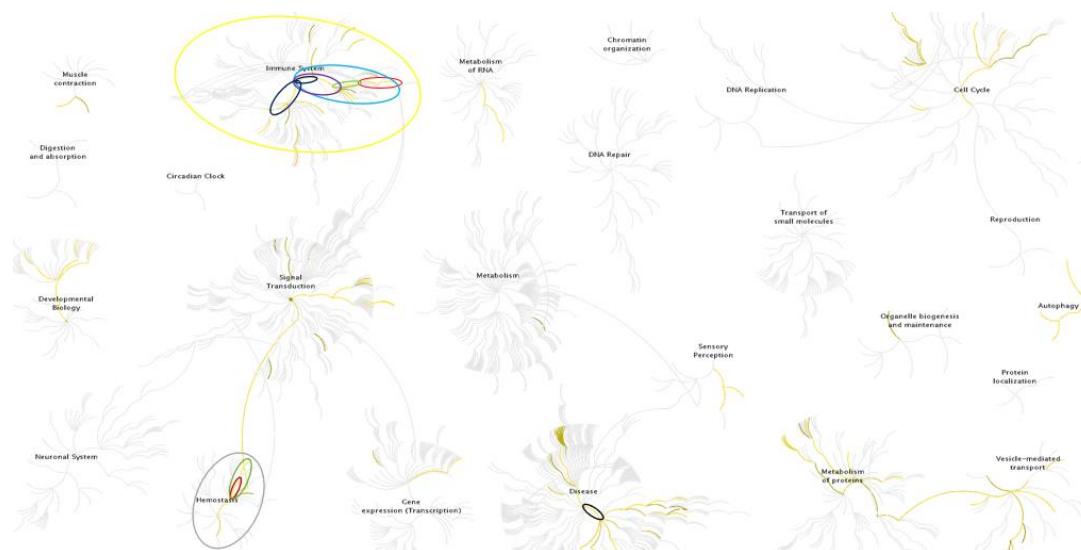 Chromatin
organization
Immune System
Metabolism
of RNA
Muscle
contraction
DNA Replication
Cell Cycle
Digestion
and absorption
DNA Repair
Circadian Clock
Transport of
small molecules
Reproduction
Signal
Transduction
Metabolism
Developmental
Biology
Autophagy
Organelle biogenesis
and maintenance
Sensory
Perception
Protein
localization
Neuronal System
Vesicle-mediated
transport
Metabolism
of proteins
Disease
Hemostasis
Gene
expression (Transcription)